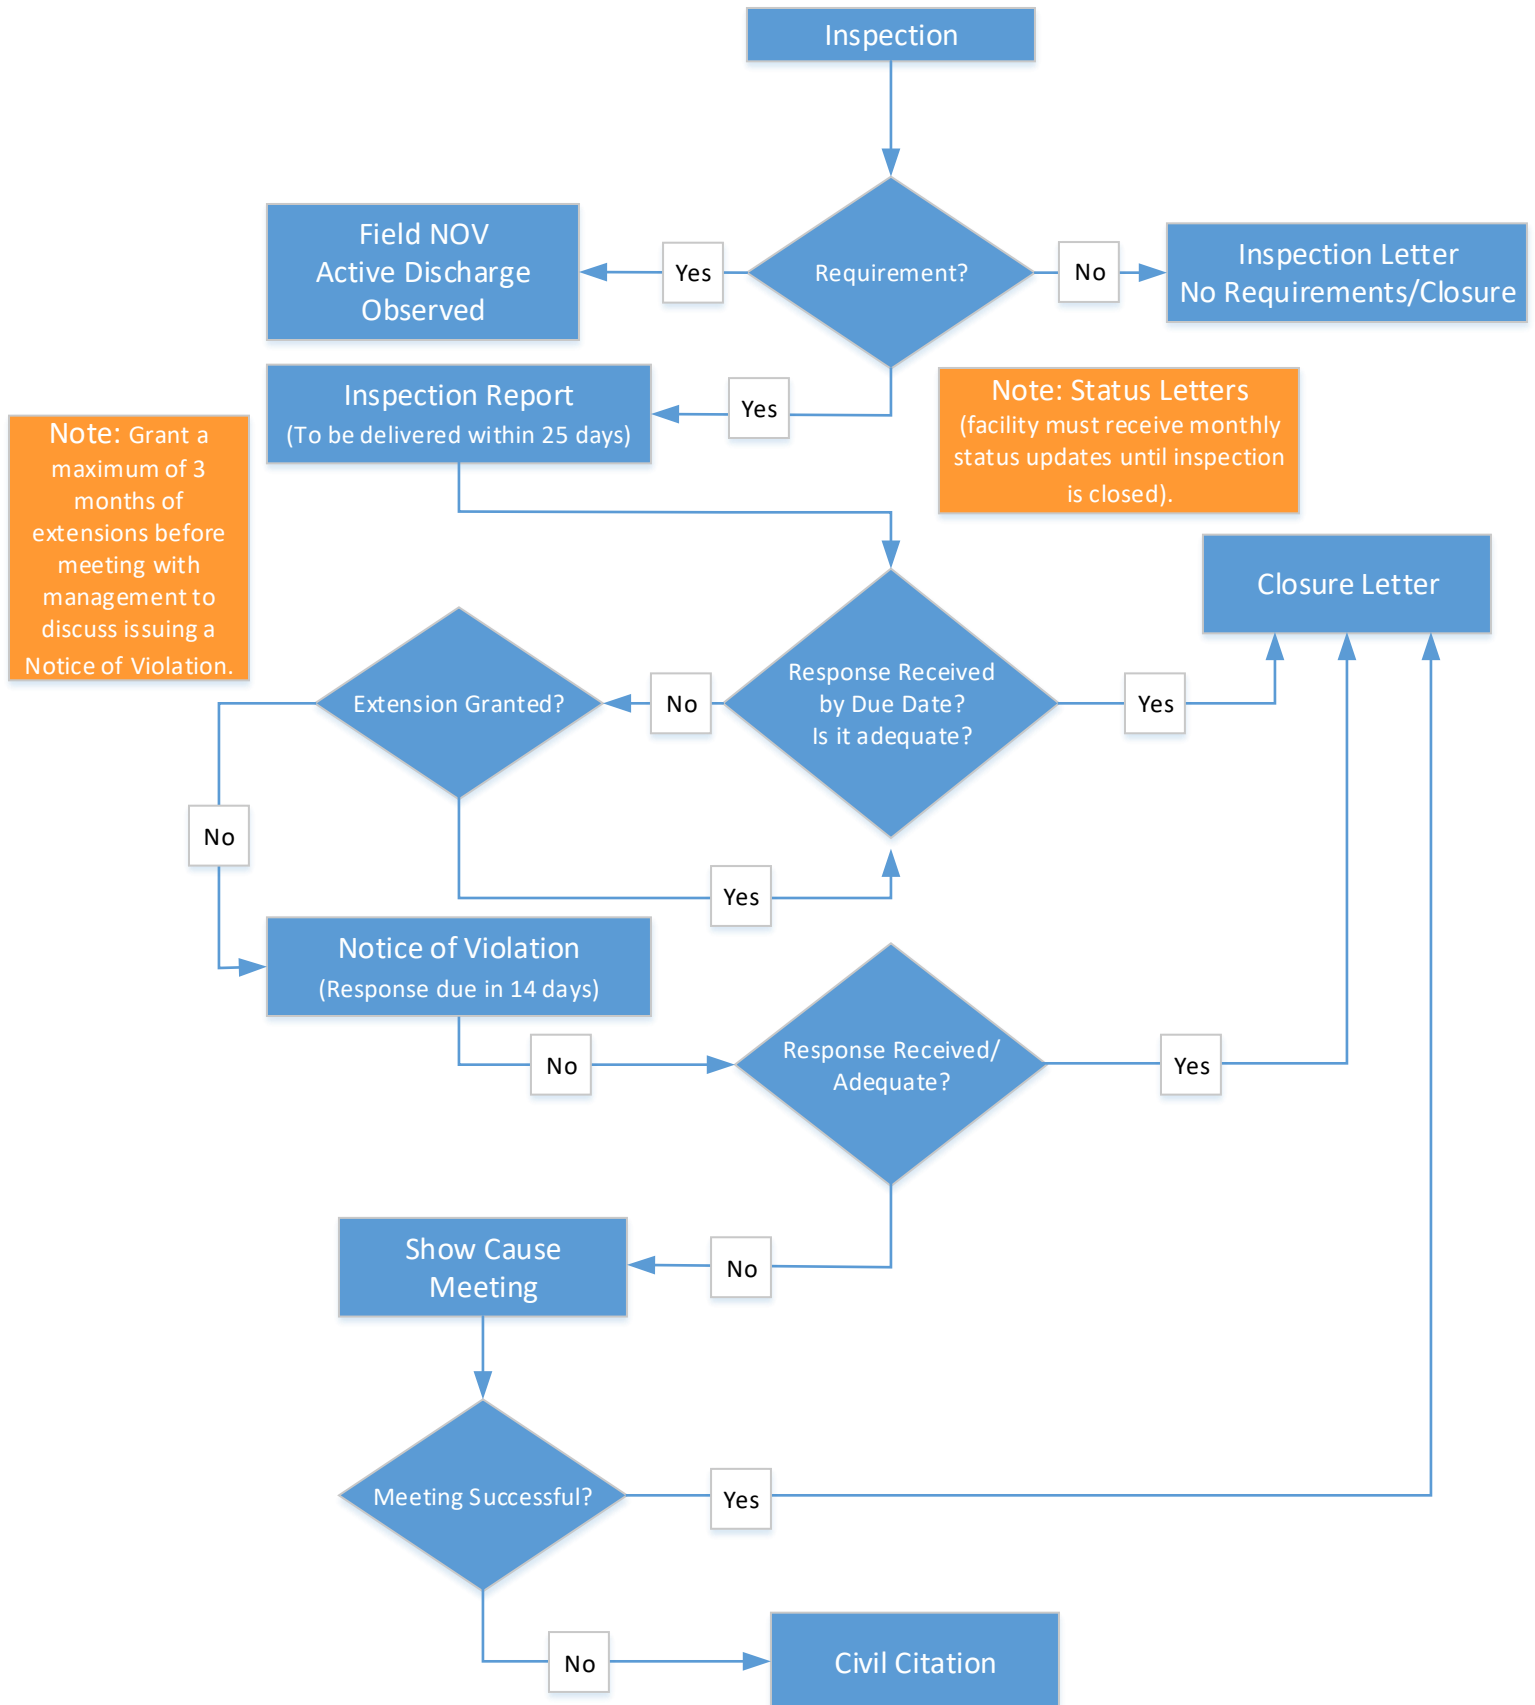 Inspection
Field NOV
Active Discharge
Observed
Yes
Requirement?
No
Inspection Letter
No Requirements/Closure
Inspection Report
(To be delivered within 25 days)
Yes
Note: Status Letters
(facility must receive monthly
status updates until inspection
is closed).
Note: Grant a
maximum of 3
months of
extensions before
meeting with
management to
discuss issuing a
Notice of Violation.
Closure Letter
Extension Granted?
No
Response Received
by Due Date?
Is it adequate?
Yes
No
Yes
Notice of Violation
(Response due in 14 days)
No
Response Received/
Adequate?
Yes
Show Cause
Meeting
No
Meeting Successful?
Yes
No
Civil Citation